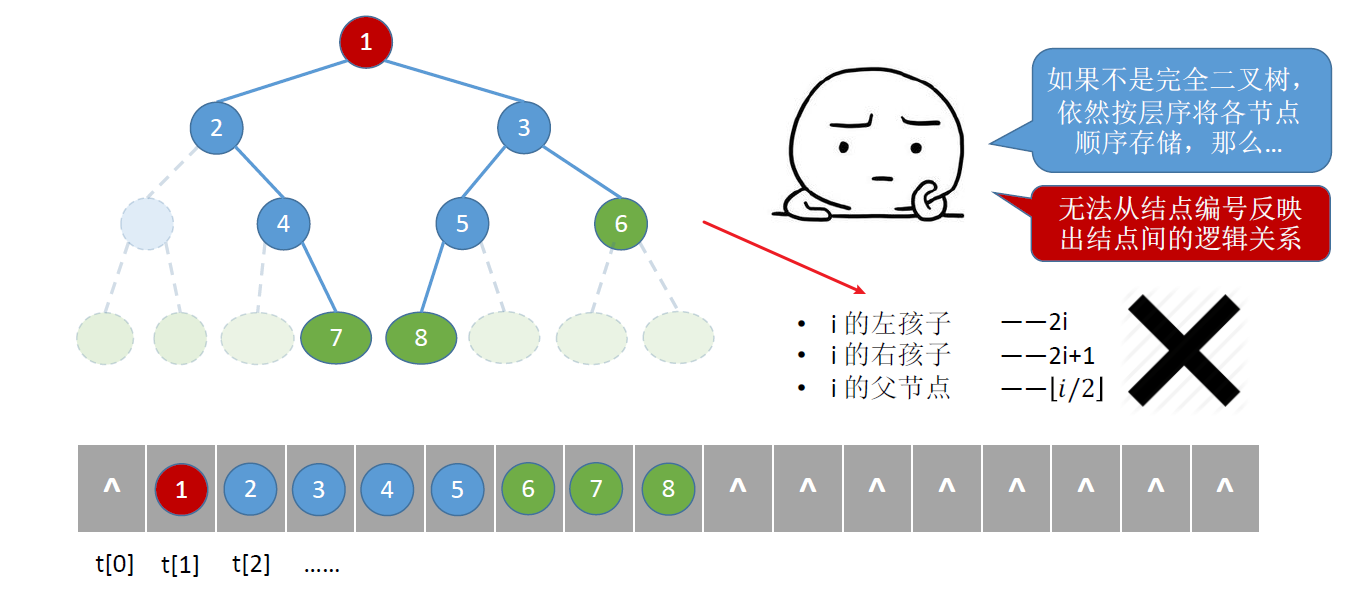 1
2
3
4
5
6
7
8
如果不是完全二叉树，
依然按层序将各节点
顺序存储，那么…
无法从结点编号反映
出结点间的逻辑关系
• i 的左孩子 ——2i
• i 的右孩子 ——2i+1
• i 的父节点 ——⌊i/2⌋
^ 1 2 3 4 5 6 7 8 ^ ^ ^ ^ ^ ^ ^ ^
t[0] t[1] t[2] ……